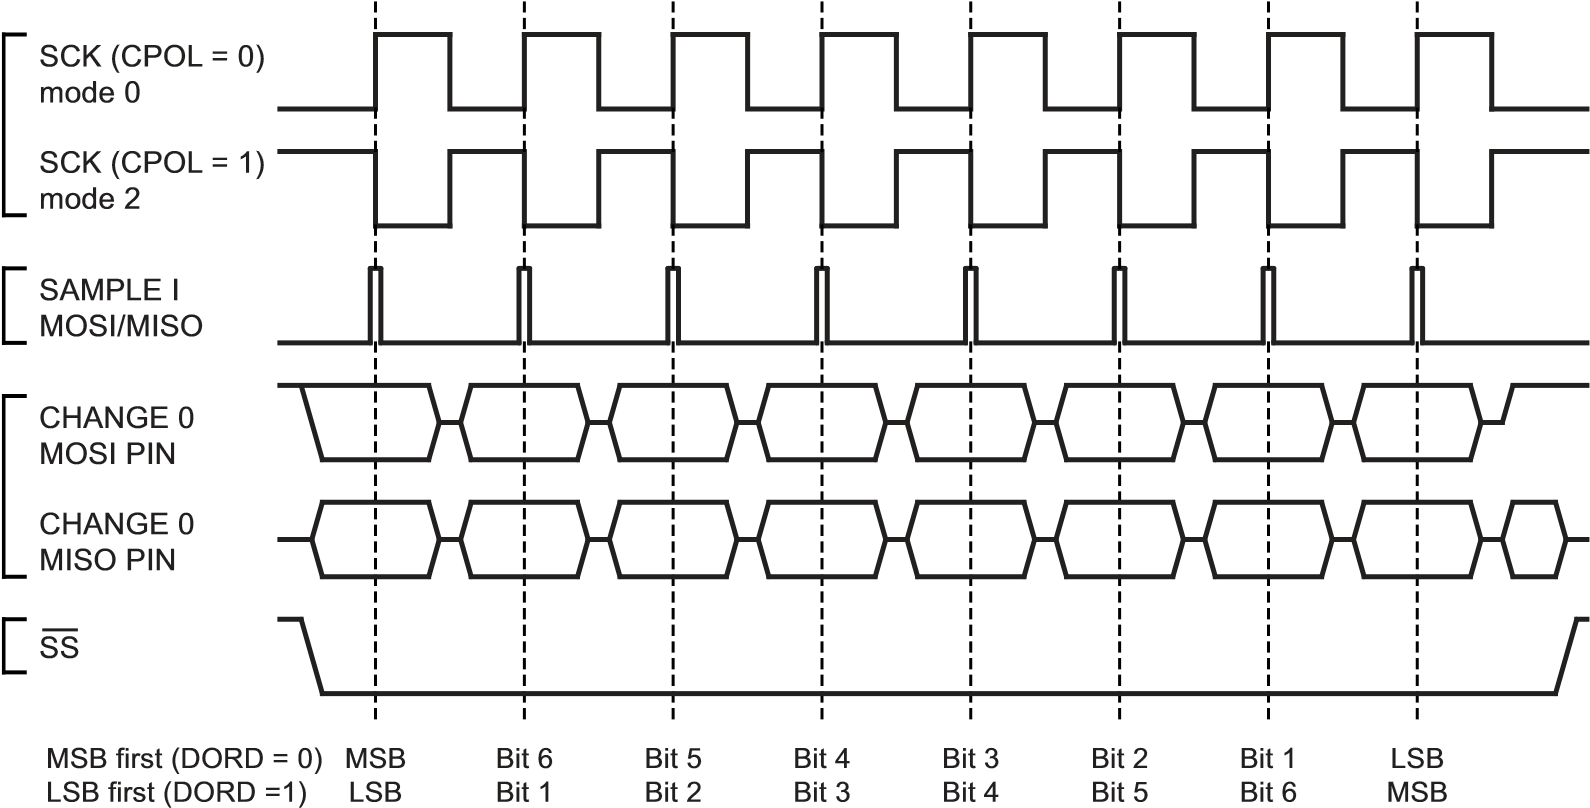 SCK (CPOL = 0)
mode 0
SCK (CPOL = 1)
mode 2
SAMPLE I
MOSI/MISO
CHANGE 0
MOSI PIN
CHANGE 0
MISO PIN
SS
MSB first (DORD = 0) MSB Bit 6 Bit 5 Bit 4 Bit 3 Bit 2 Bit 1 LSB
LSB first (DORD =1) LSB Bit 1 Bit 2 Bit 3 Bit 4 Bit 5 Bit 6 MSB